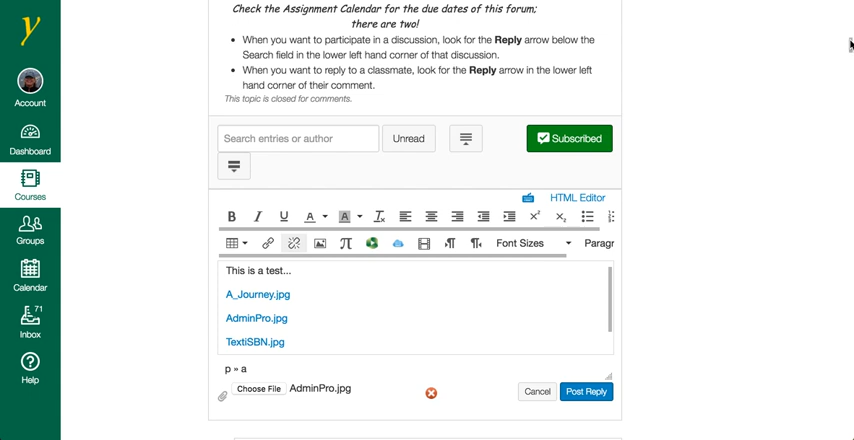 y
Check the Assignment Calendar for the due dates of this forum;
there are two!
Account
Dashboard
Courses
Groups
Calendar
71
Inbox
Help
• When you want to participate in a discussion, look for the Reply arrow below the
Search field in the lower left hand corner of that discussion.
• When you want to reply to a classmate, look for the Reply arrow in the lower left
hand corner of their comment.
This topic is closed for comments.
Search entries or author
Unread
Subscribed
HTML Editor
B I U A A Tx x² x₂
π Font Sizes Paragr
This is a test...
A_Journey.jpg
AdminPro.jpg
TextiSBN.jpg
p » a
Choose File AdminPro.jpg
Cancel
Post Reply